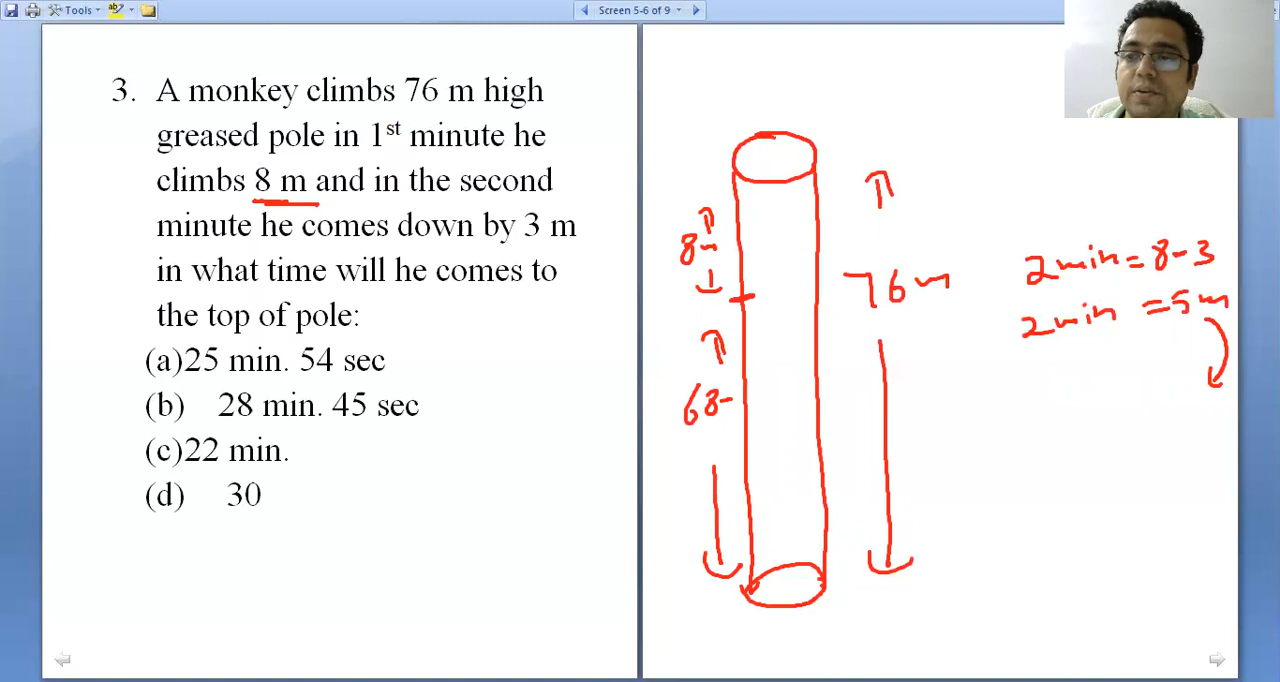 Tools
Screen 5-6 of 9
3. A monkey climbs 76 m high
greased pole in 1st minute he
climbs 8 m and in the second
minute he comes down by 3 m
in what time will he comes to
the top of pole:
(a)25 min. 54 sec
(b) 28 min. 45 sec
(c)22 min.
(d) 30
8m
68
76 m
2 min = 8-3
2 min = 5m